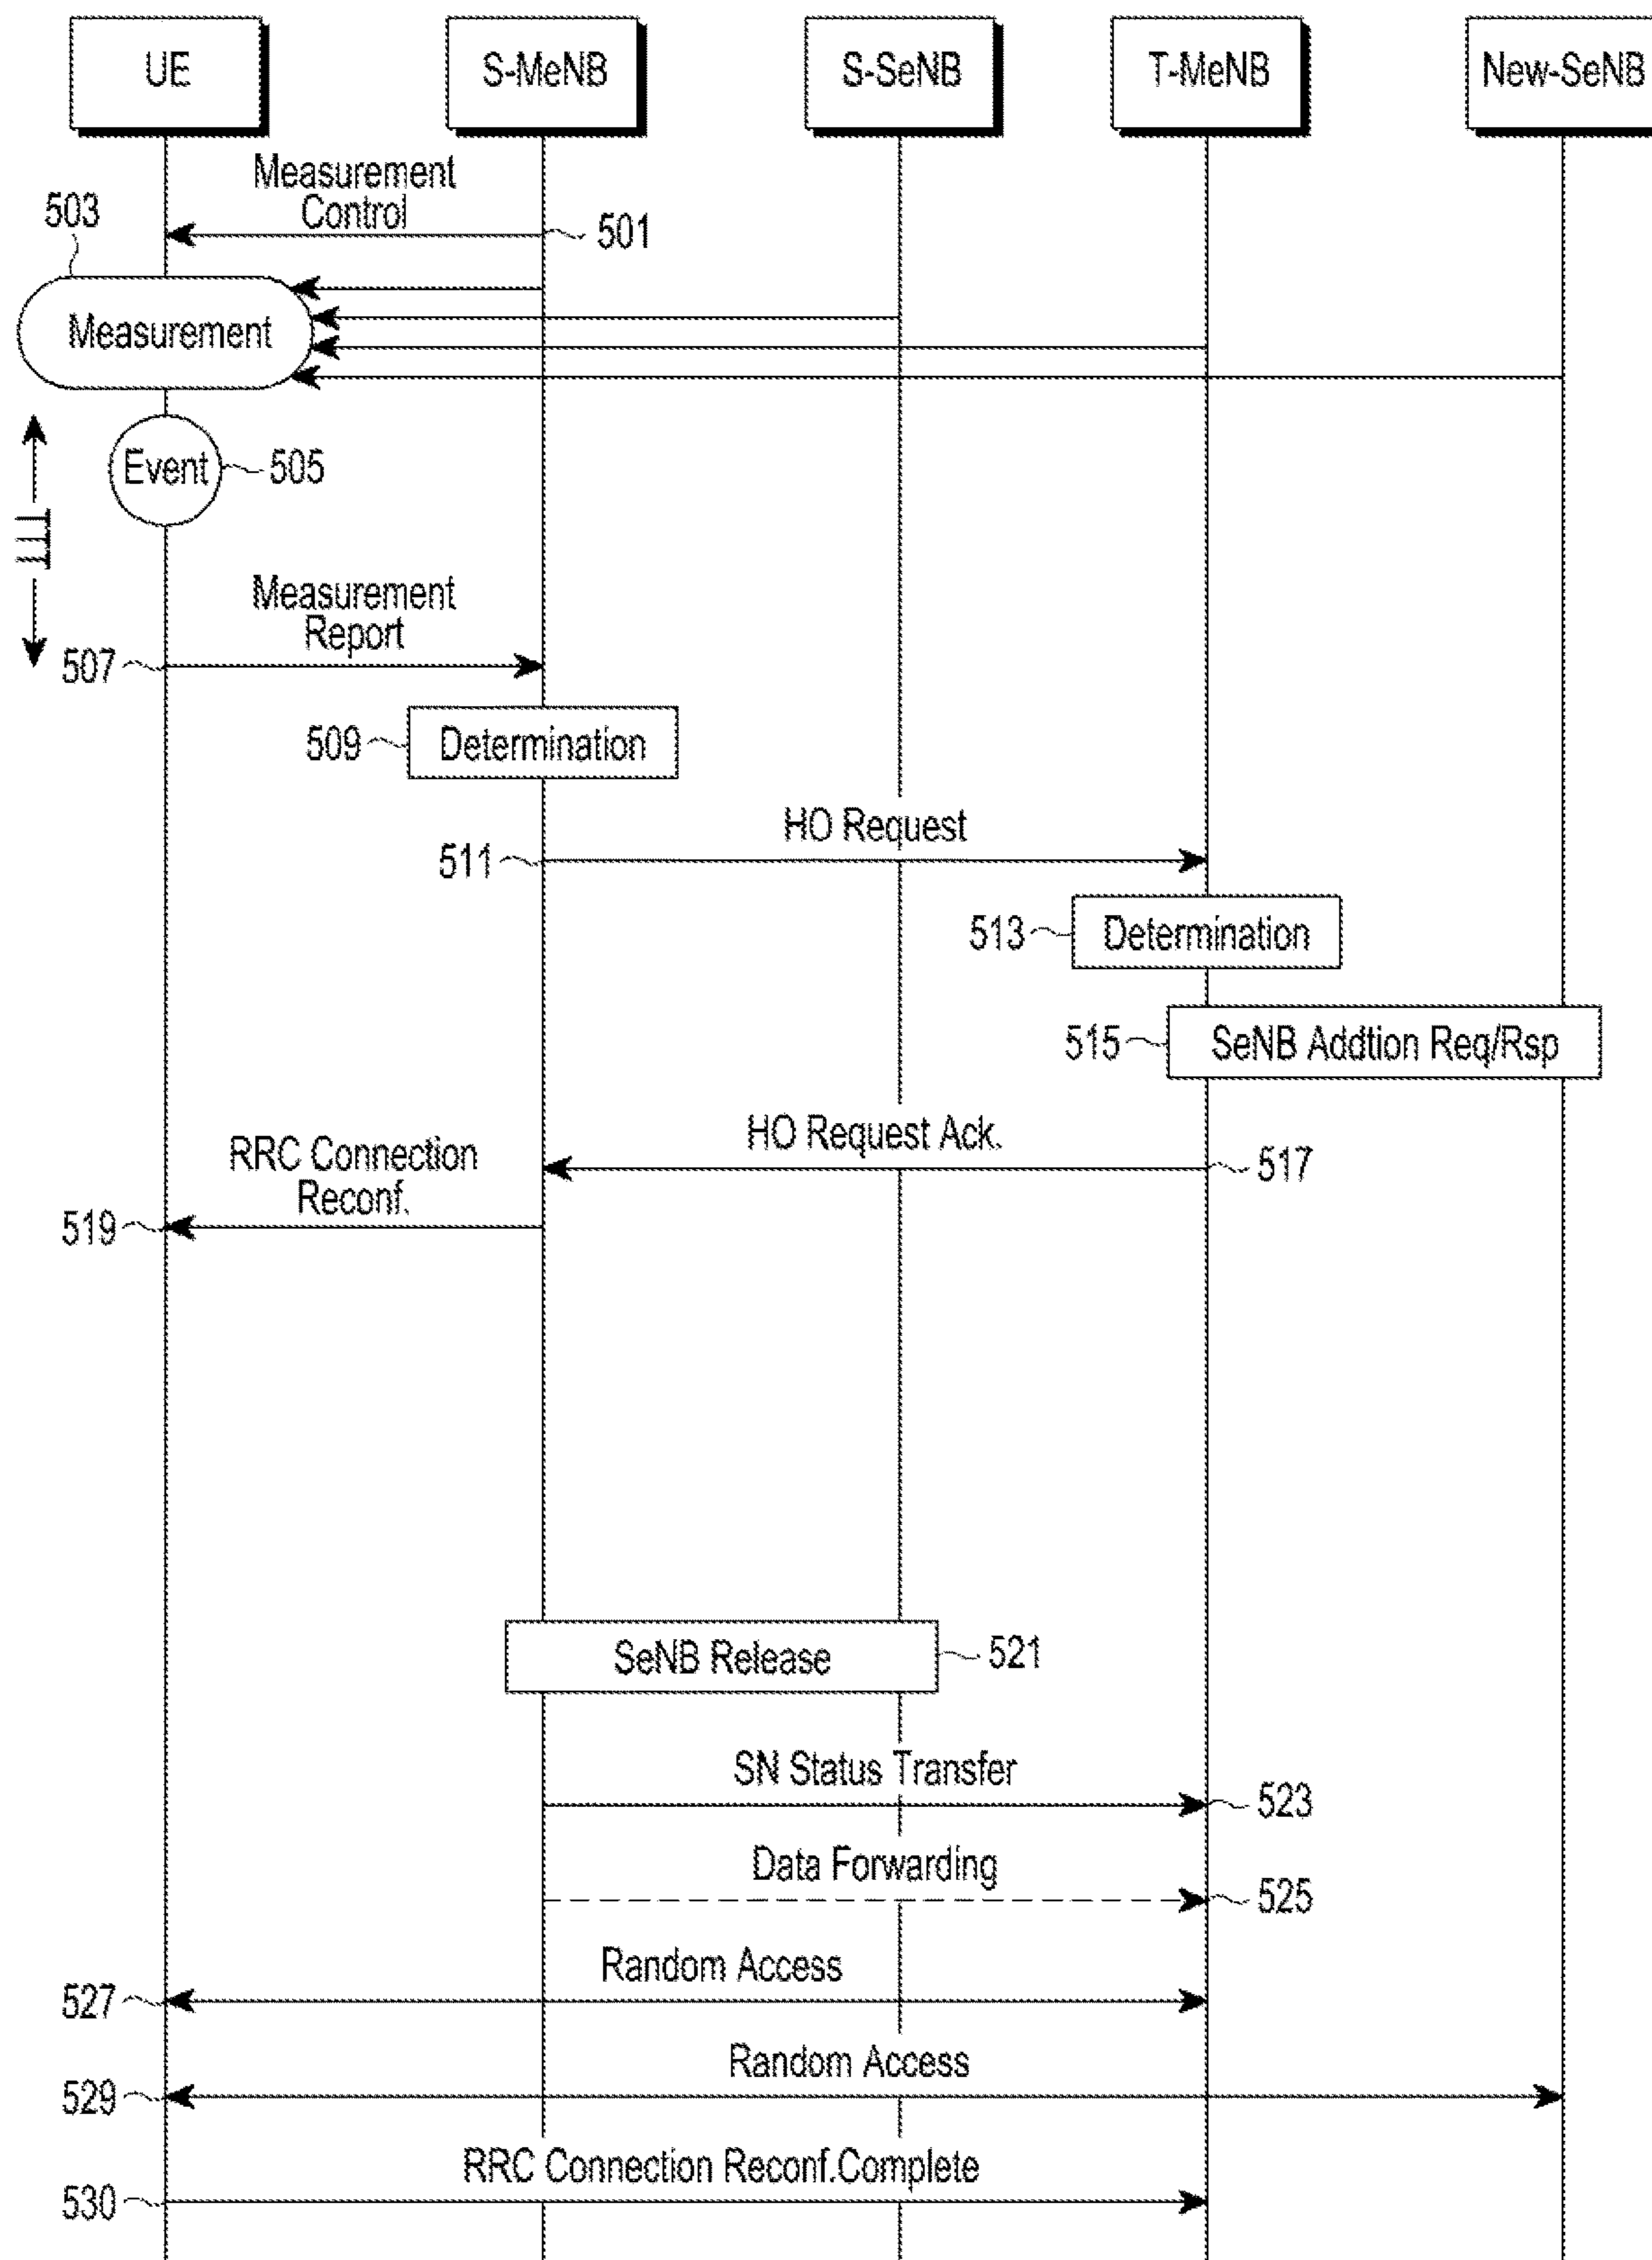 UE
S-MeNB
S-SeNB
T-MeNB
New-SeNB
Measurement
Control
503
501
Measurement
Event
505
TTT
Measurement
Report
507
509
Determination
HO Request
511
513
Determination
515
SeNB Addtion Req/Rsp
HO Request Ack.
517
RRC Connection
Reconf.
519
SeNB Release
521
SN Status Transfer
523
Data Forwarding
525
Random Access
527
Random Access
529
RRC Connection Reconf.Complete
530